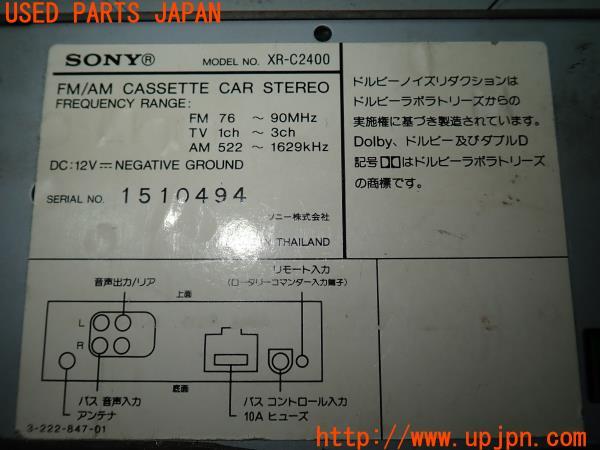 USED PARTS JAPAN
SONY®
MODEL NO. XR-C2400
FM/AM CASSETTE CAR STEREO
FREQUENCY RANGE:
FM 76 ～ 90MHz
TV 1ch ～ 3ch
AM 522 ～ 1629kHz
DC:12V NEGATIVE GROUND
SERIAL NO. 1510494
ソニー株式会社
IN THAILAND
ドルビーノイズリダクションは
ドルビーラボラトリーズからの
実施権に基づき製造されています。
Dolby、ドルビー及びダブルD
記号はドルビーラボラトリーズ
の商標です。
音声出力/リア
上面
リモート入力
(ロータリーコマンダー入力端子)
L
R
底面
バス 音声入力
バス コントロール入力
アンテナ
10A ヒューズ
3-222-847-01
http://www.upjpn.com/